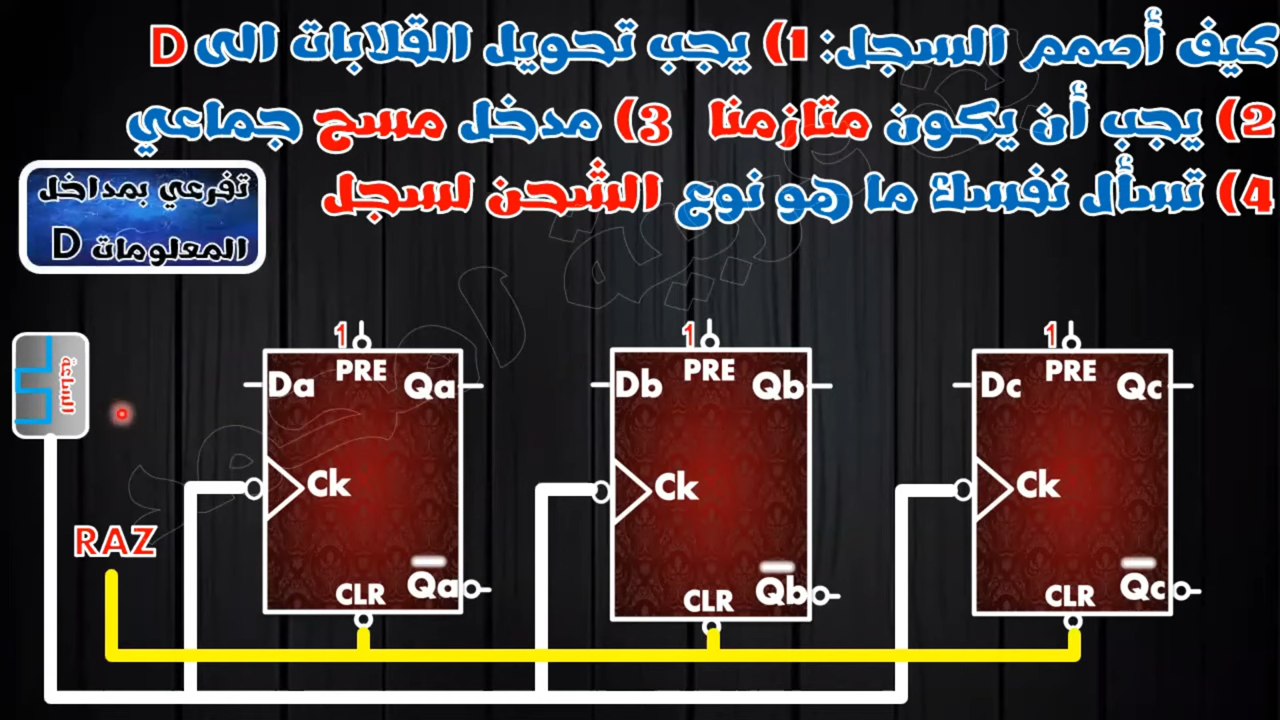 كيف أصمم السجل: 1) يجب تحويل القلابات الى D
2) يجب أن يكون متازمنا 3) مدخل مسح جماعي
4) تسأل نفسك ما هو نوع الشحن لسجل
تفرعي بمداخل
المعلومات D
الساعة
RAZ
1
PRE
Da
Qa
Ck
CLR
Qa
1
PRE
Db
Qb
Ck
CLR
Qb
1
PRE
Dc
Qc
Ck
CLR
Qc